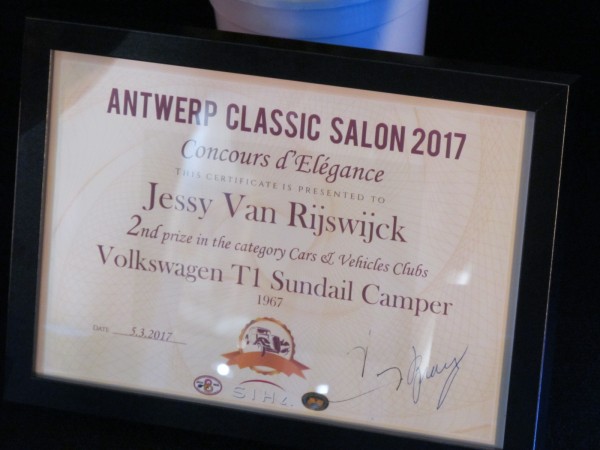 ANTWERP CLASSIC SALON 2017
Concours d'Elégance
THIS CERTIFICATE IS PRESENTED TO
Jessy Van Rijswijck
2nd prize in the category Cars & Vehicles Clubs
Volkswagen T1 Sundail Camper
1967
DATE 5.3.2017
SIHA